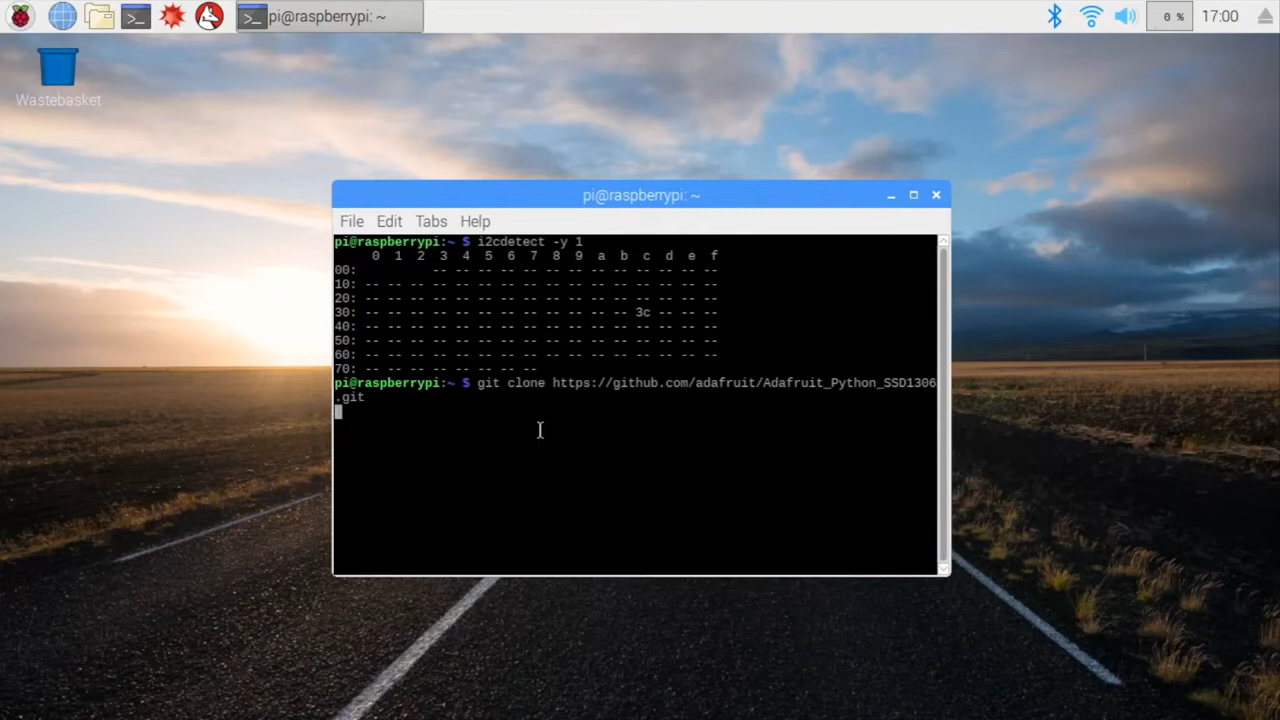 pi@raspberrypi: ~
0 %
17:00
Wastebasket
pi@raspberrypi: ~
File Edit Tabs Help
pi@raspberrypi:~ $ i2cdetect -y 1
     0  1  2  3  4  5  6  7  8  9  a  b  c  d  e  f
00:          -- -- -- -- -- -- -- -- -- -- -- -- --
10: -- -- -- -- -- -- -- -- -- -- -- -- -- -- -- --
20: -- -- -- -- -- -- -- -- -- -- -- -- -- -- -- --
30: -- -- -- -- -- -- -- -- -- -- -- -- 3c -- -- --
40: -- -- -- -- -- -- -- -- -- -- -- -- -- -- -- --
50: -- -- -- -- -- -- -- -- -- -- -- -- -- -- -- --
60: -- -- -- -- -- -- -- -- -- -- -- -- -- -- -- --
70: -- -- -- -- -- -- -- --
pi@raspberrypi:~ $ git clone https://github.com/adafruit/Adafruit_Python_SSD1306
.git